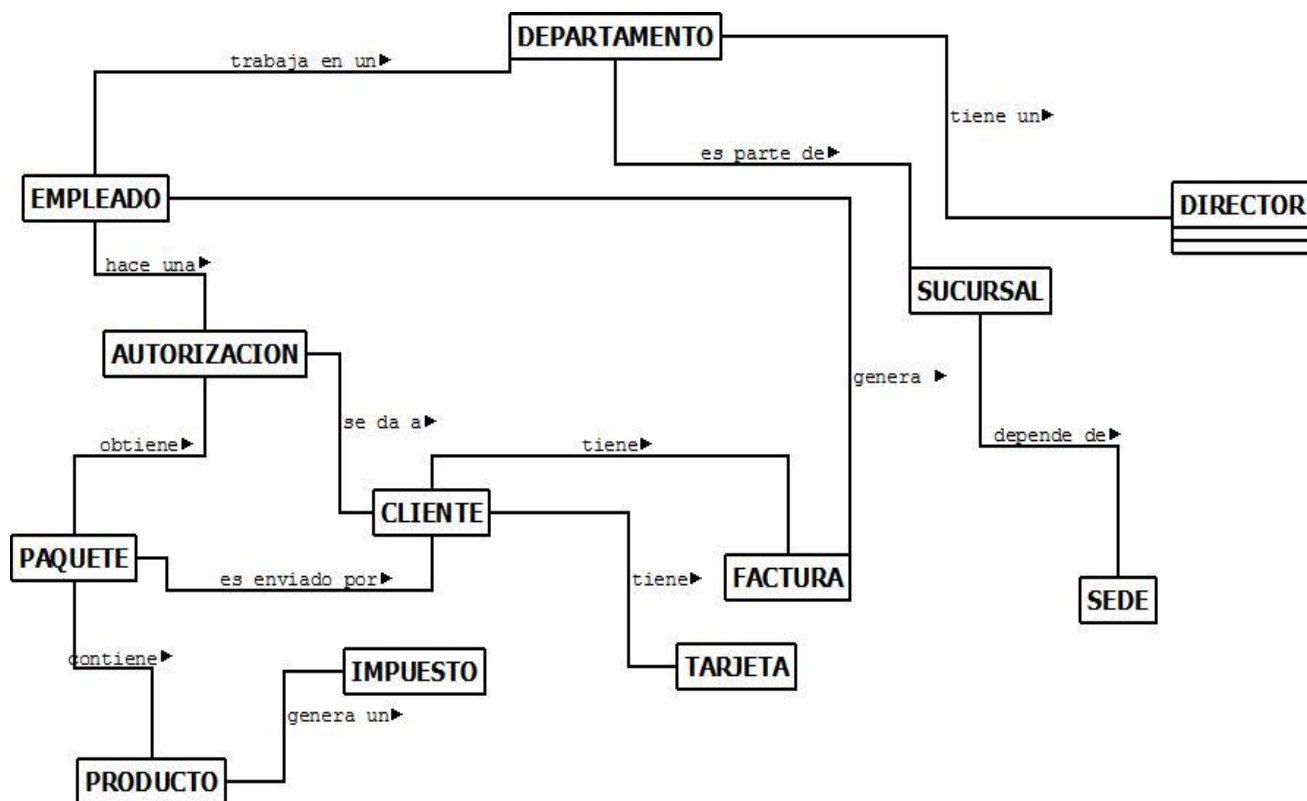 DEPARTAMENTO
trabaja en un
tiene un
es parte de
EMPLEADO
DIRECTOR
hace una
SUCURSAL
AUTORIZACION
genera
se da a
obtiene
tiene
depende de
CLIENTE
PAQUETE
es enviado por
tiene
FACTURA
SEDE
contiene
IMPUESTO
TARJETA
genera un
PRODUCTO